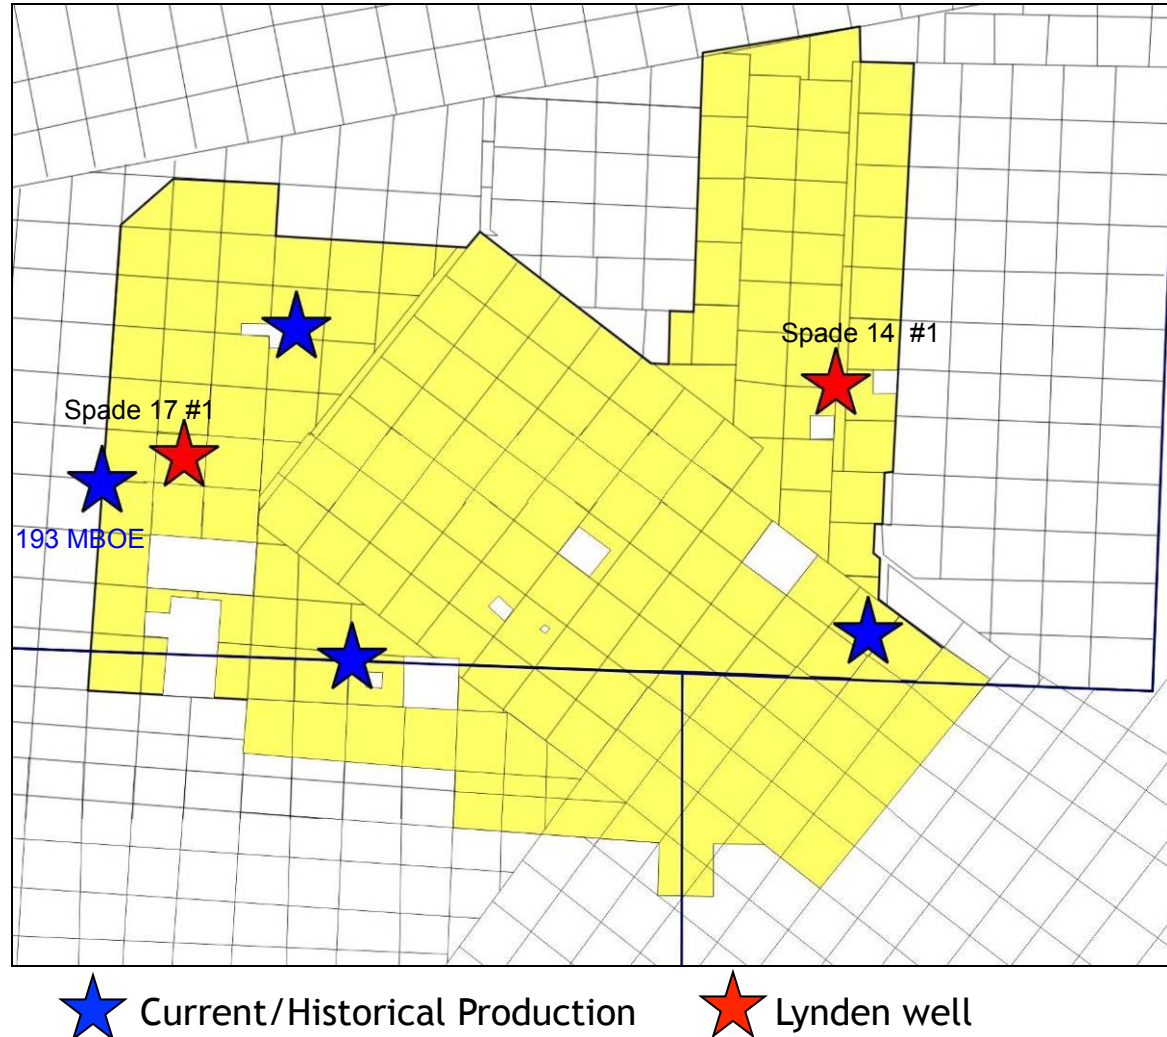 Spade 14  #1
Spade 17 #1
193 MBOE
Current/Historical Production
Lynden well